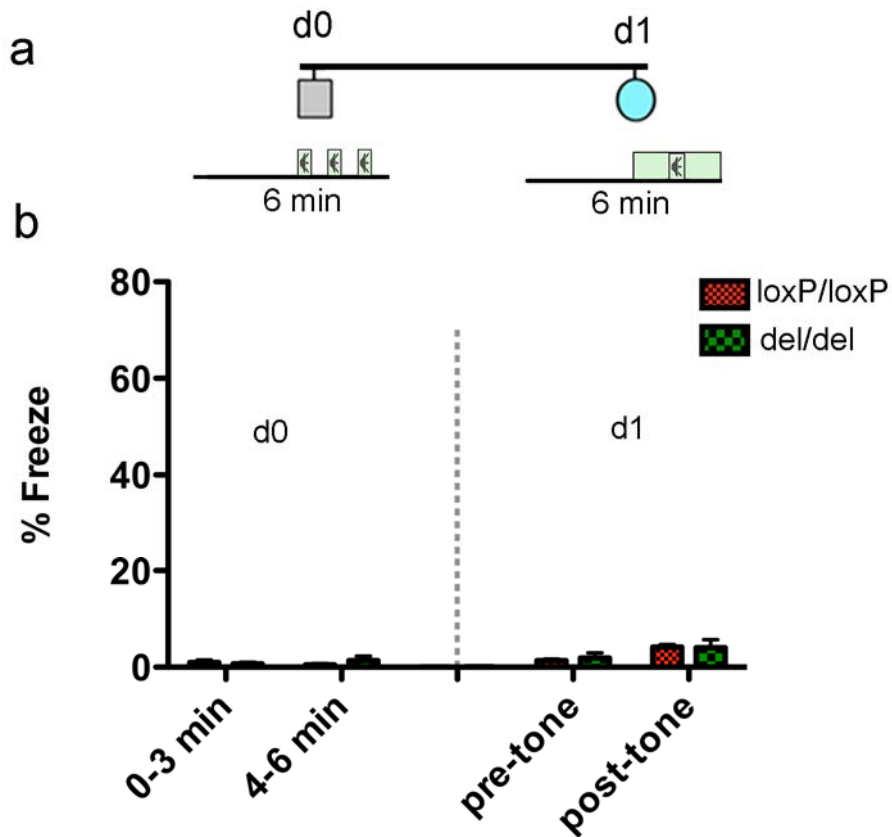 a
d0
d1
6 min
6 min
b
80
60
40
20
0
% Freeze
loxP/loxP
del/del
d0
d1
0-3 min
4-6 min
pre-tone
post-tone